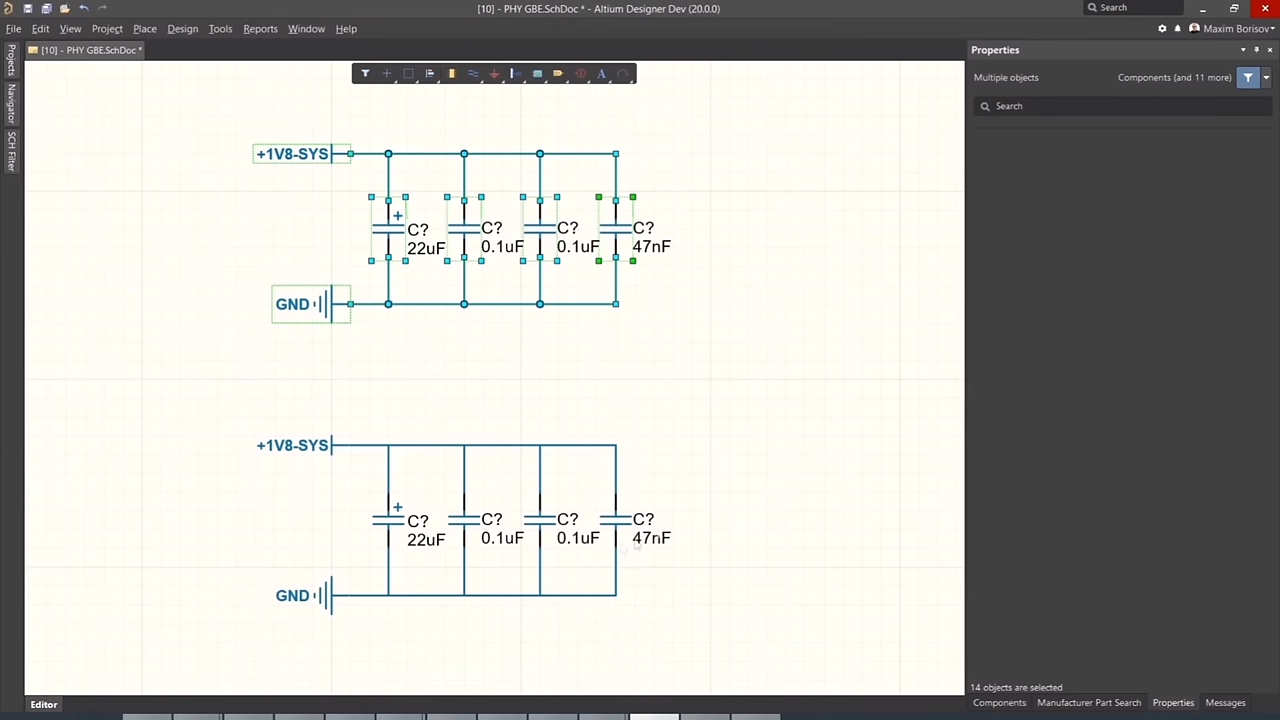 [10] - PHY GBE.SchDoc * - Altium Designer Dev (20.0.0)
Search
File Edit View Project Place Design Tools Reports Window Help
Maxim Borisov
Projects
Navigator
SCH Filter
[10] - PHY GBE.SchDoc *
Properties
Multiple objects
Components (and 11 more)
Search
+1V8-SYS
+
C? C? C? C?
22uF 0.1uF 0.1uF 47nF
GND
+1V8-SYS
+
C? C? C? C?
22uF 0.1uF 0.1uF 47nF
GND
14 objects are selected
Editor
Components Manufacturer Part Search Properties Messages